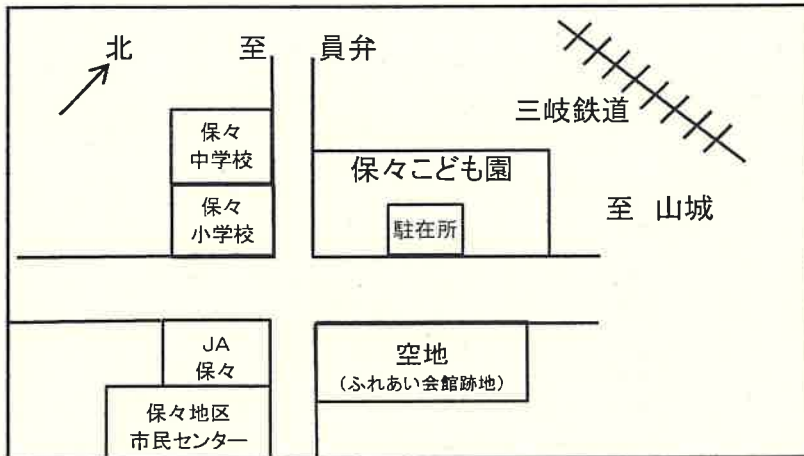 北
至 員弁
三岐鉄道
保々
中学校
保々こども園
保々
小学校
駐在所
至 山城
JA
保々
空地
(ふれあい会館跡地)
保々地区
市民センター